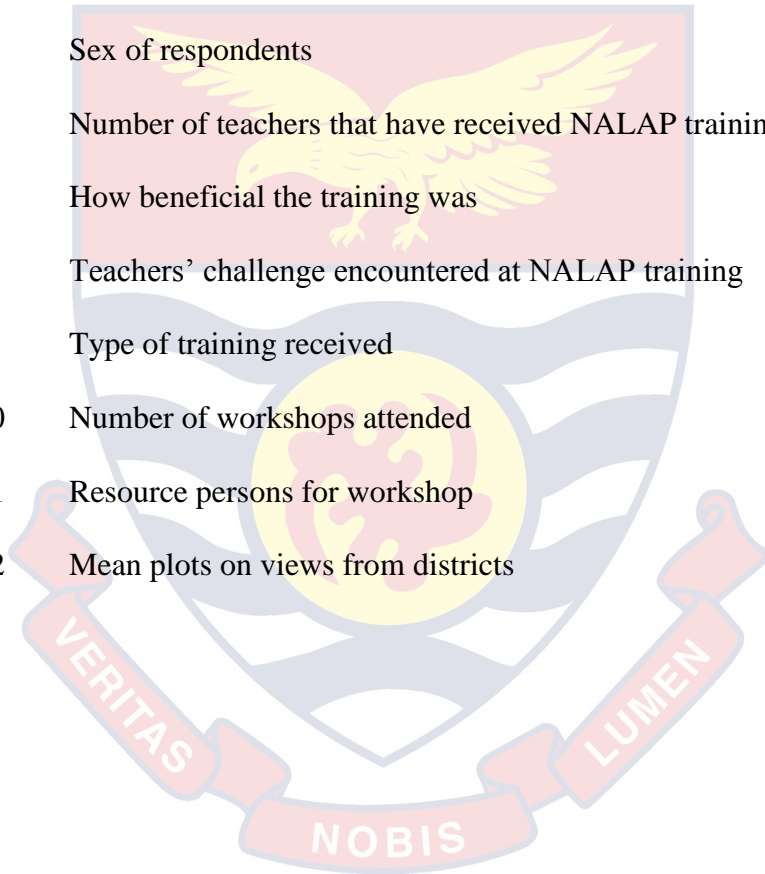 Sex of respondents
Number of teachers that have received NALAP trainin
How beneficial the training was
Teachers’ challenge encountered at NALAP training
Type of training received
0 Number of workshops attended
Resource persons for workshop
2 Mean plots on views from districts
VERITAS
NOBIS
LUMEN